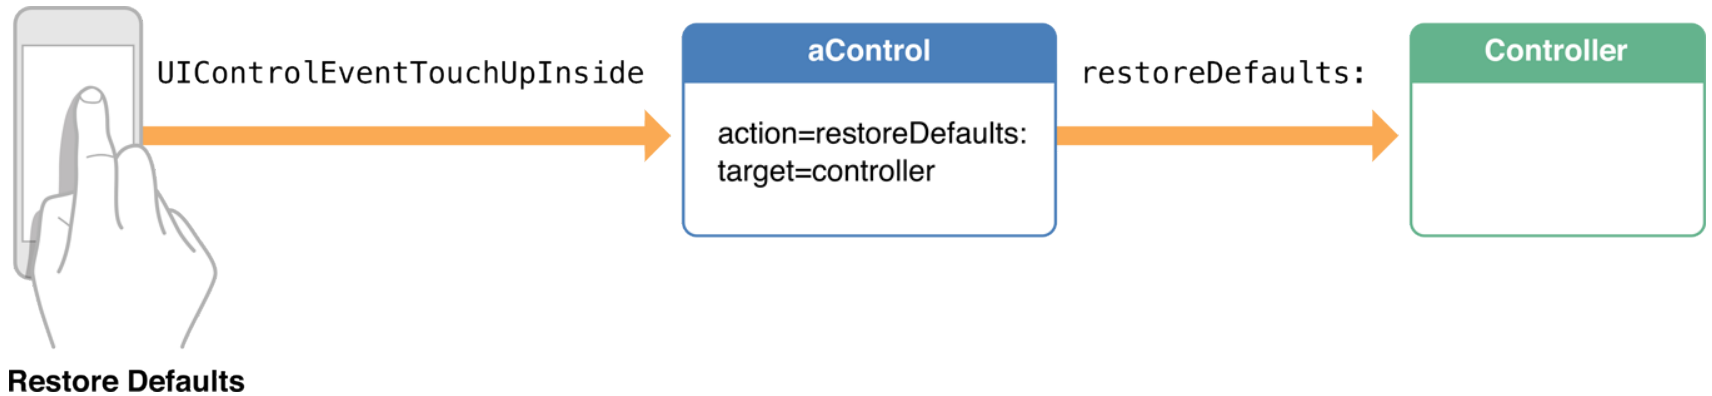 UIControlEventTouchUpInside
aControl
action=restoreDefaults:
target=controller
restoreDefaults:
Controller
Restore Defaults